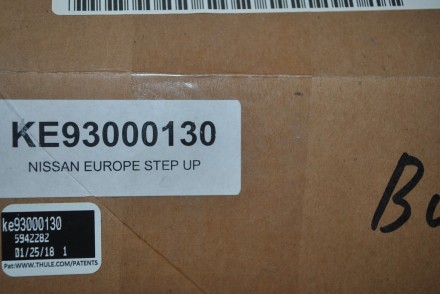 KE93000130
NISSAN EUROPE STEP UP
ke93000130
5942282
01/25/18 1
Pat:WWW.THULE.COM/PATENTS